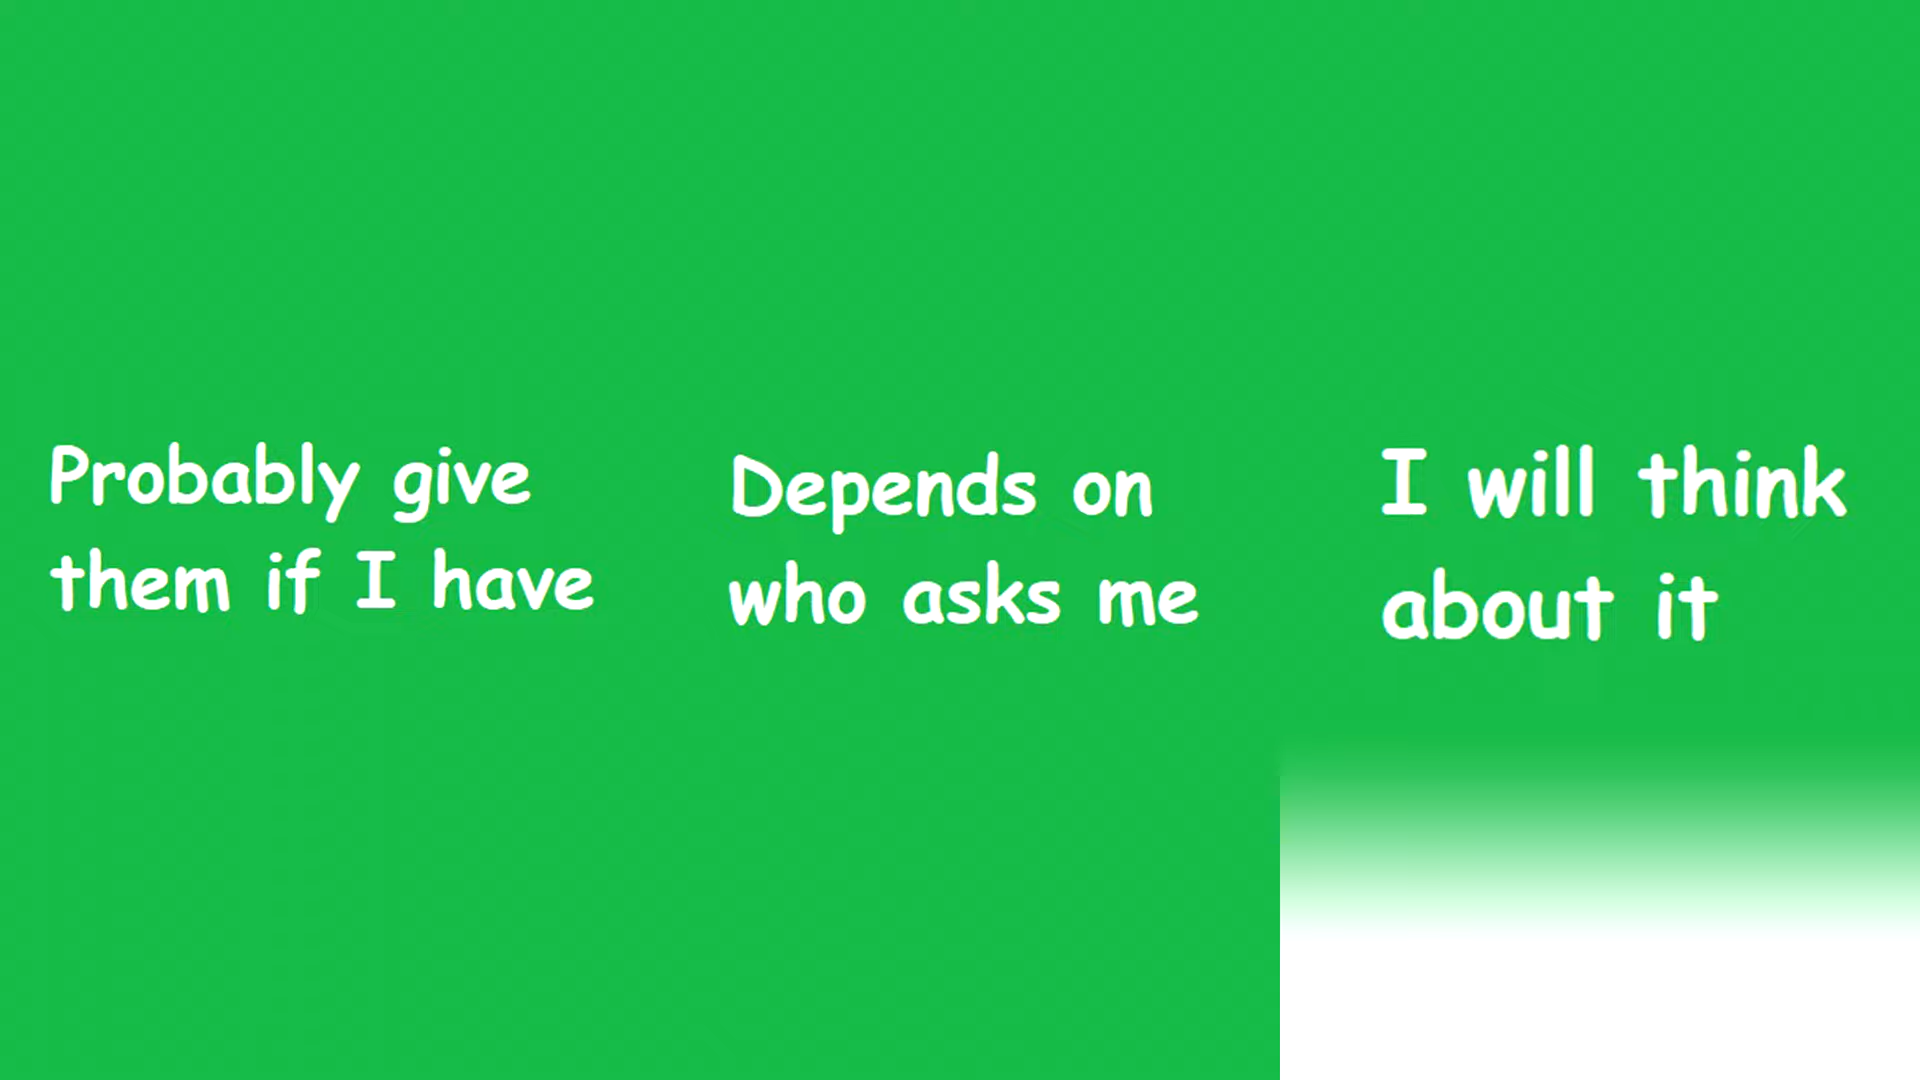 Probably give
them if I have
Depends on
who asks me
I will think
about it